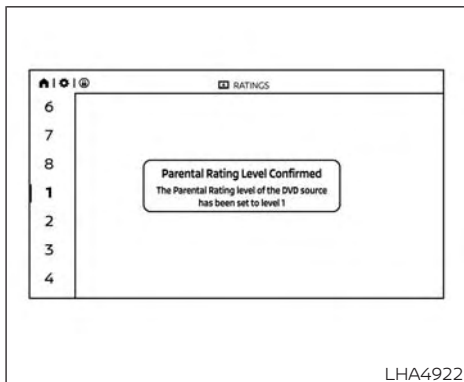 RATINGS
6
7
8
1
2
3
4
Parental Rating Level Confirmed
The Parental Rating level of the DVD source
has been set to level 1
LHA4922